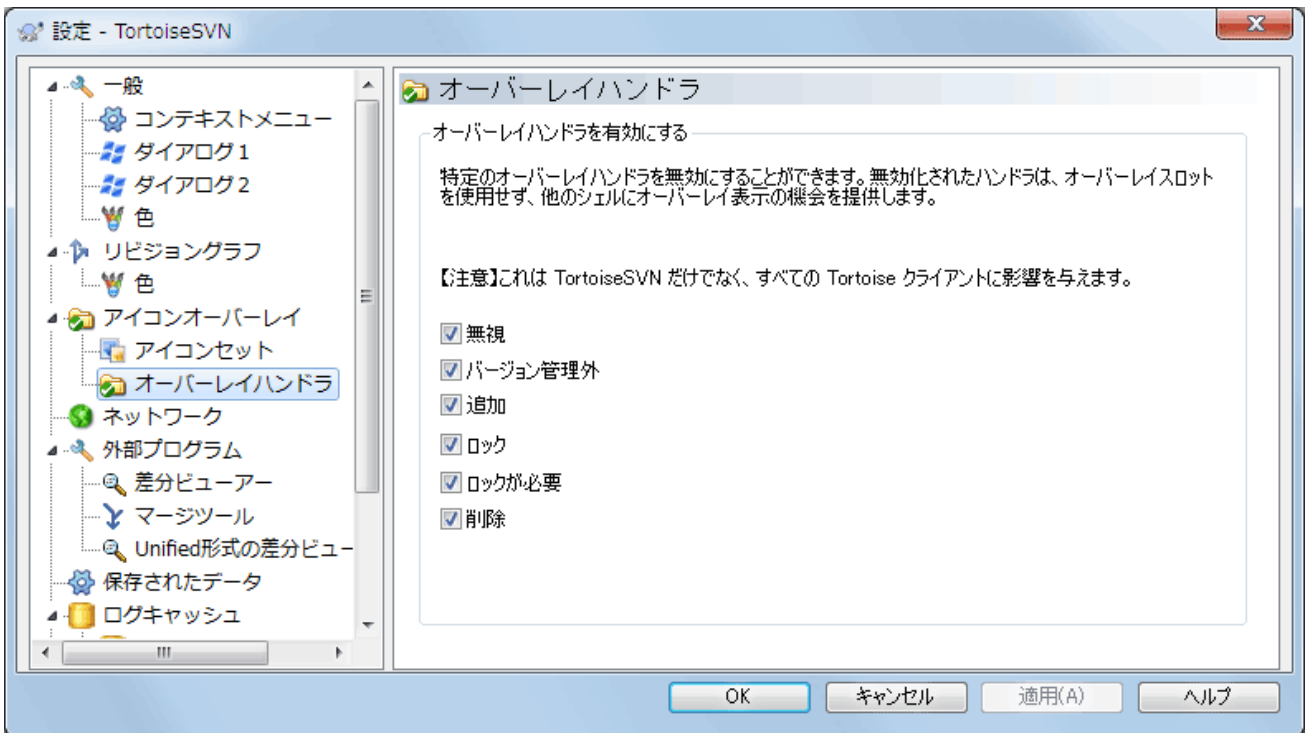 設定 - TortoiseSVN
一般
コンテキストメニュー
ダイアログ1
ダイアログ2
色
リビジョングラフ
色
アイコンオーバーレイ
アイコンセット
オーバーレイハンドラ
ネットワーク
外部プログラム
差分ビューアー
マージツール
Unified形式の差分ビュー
保存されたデータ
ログキャッシュ
オーバーレイハンドラ
オーバーレイハンドラを有効にする
特定のオーバーレイハンドラを無効にすることができます。無効化されたハンドラは、オーバーレイスロット
を使用せず、他のシェルにオーバーレイ表示の機会を提供します。
【注意】これは TortoiseSVN だけでなく、すべての Tortoise クライアントに影響を与えます。
無視
バージョン管理外
追加
ロック
ロックが必要
削除
OK
キャンセル
適用(A)
ヘルプ